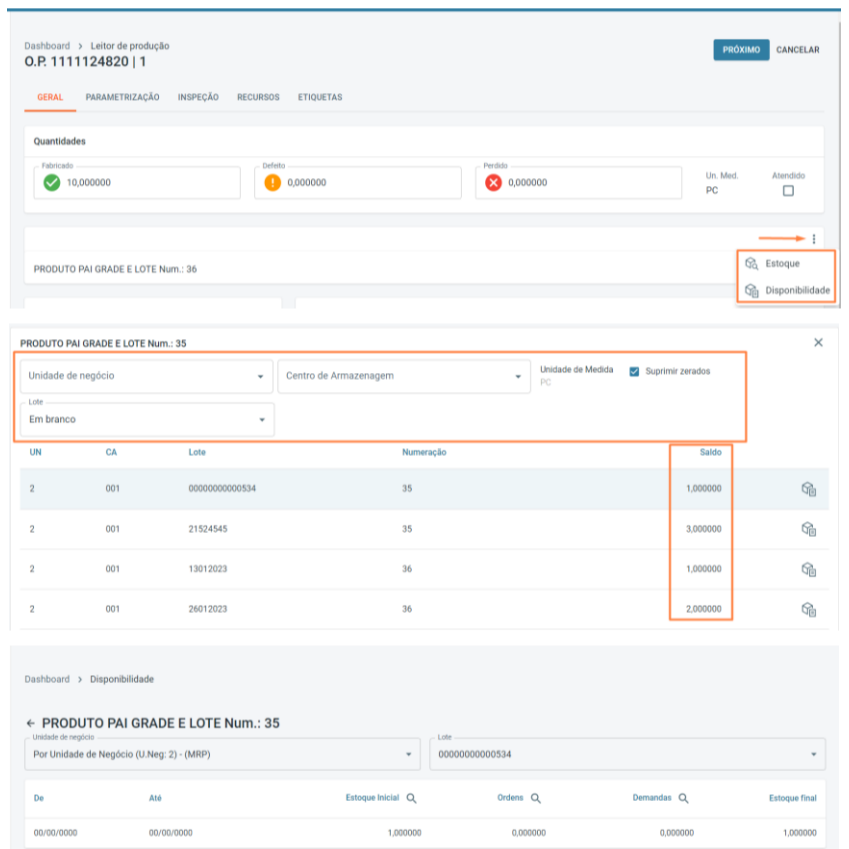 Dashboard > Leitor de produção
O.P. 1111124820 | 1
PRÓXIMO CANCELAR
GERAL PARAMETRIZAÇÃO INSPEÇÃO RECURSOS ETIQUETAS
Quantidades
Fabricado Defeito Perdido
10,000000 0,000000 0,000000
Un. Med. Atendido
PC
PRODUTO PAI GRADE E LOTE Num.: 36
Estoque
Disponibilidade
PRODUTO PAI GRADE E LOTE Num.: 35
Unidade de negócio Centro de Armazenagem Unidade de Medida Suprimir zerados
PC
Lote
Em branco
UN CA Lote Numeração Saldo
2 001 00000000000534 35 1,000000
2 001 21524545 35 3,000000
2 001 13012023 36 1,000000
2 001 26012023 36 2,000000
Dashboard > Disponibilidade
← PRODUTO PAI GRADE E LOTE Num.: 35
Unidade de negócio Lote
Por Unidade de Negócio (U.Neg: 2) - (MRP) 00000000000534
De Até Estoque Inicial Ordens Demandas Estoque final
00/00/0000 00/00/0000 1,000000 0,000000 0,000000 1,000000